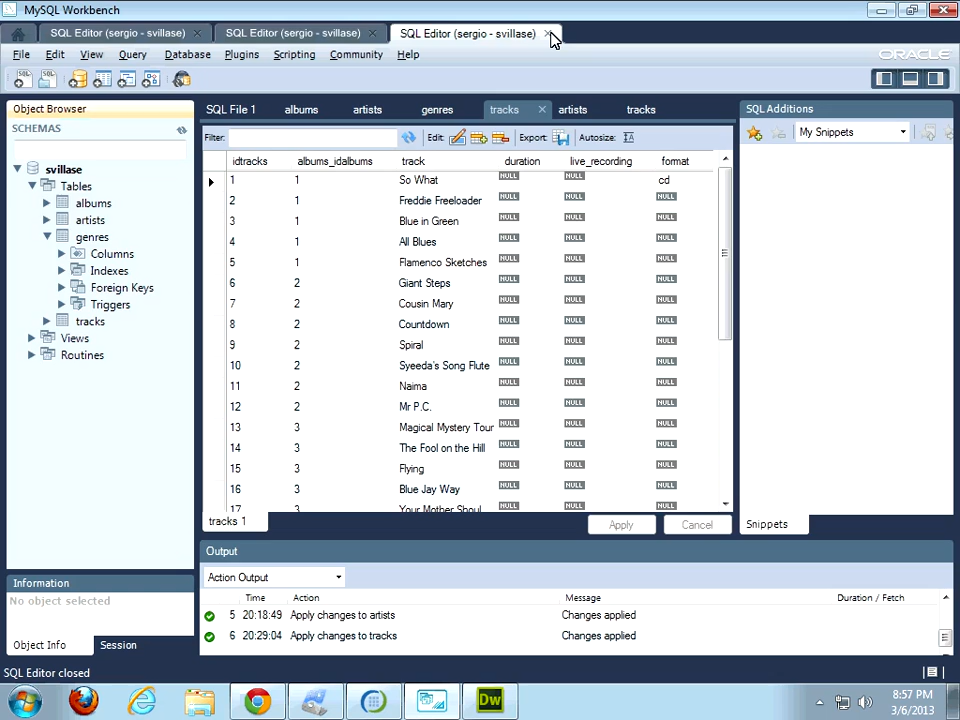 MySQL Workbench
SQL Editor (sergio - svillase) SQL Editor (sergio - svillase) SQL Editor (sergio - svillase)
File Edit View Query Database Plugins Scripting Community Help ORACLE
Object Browser SQL File 1 albums artists genres tracks artists tracks SQL Additions
SCHEMAS Filter: Edit: Export: Autosize: My Snippets
idtracks albums_idalbums track duration live_recording format
svillase
Tables
albums
artists
genres
Columns
Indexes
Foreign Keys
Triggers
tracks
Views
Routines
1 1 So What NULL NULL cd
2 1 Freddie Freeloader NULL NULL NULL
3 1 Blue in Green NULL NULL NULL
4 1 All Blues NULL NULL NULL
5 1 Flamenco Sketches NULL NULL NULL
6 2 Giant Steps NULL NULL NULL
7 2 Cousin Mary NULL NULL NULL
8 2 Countdown NULL NULL NULL
9 2 Spiral NULL NULL NULL
10 2 Syeeda's Song Flute NULL NULL NULL
11 2 Naima NULL NULL NULL
12 2 Mr P.C. NULL NULL NULL
13 3 Magical Mystery Tour NULL NULL NULL
14 3 The Fool on the Hill NULL NULL NULL
15 3 Flying NULL NULL NULL
16 3 Blue Jay Way NULL NULL NULL
17 3 Your Mother Shoul NULL NULL NULL
tracks 1 Apply Cancel Snippets
Output
Action Output
Time Action Message Duration / Fetch
5 20:18:49 Apply changes to artists Changes applied
6 20:29:04 Apply changes to tracks Changes applied
Information
No object selected
Object Info Session
SQL Editor closed
Dw
8:57 PM
3/6/2013